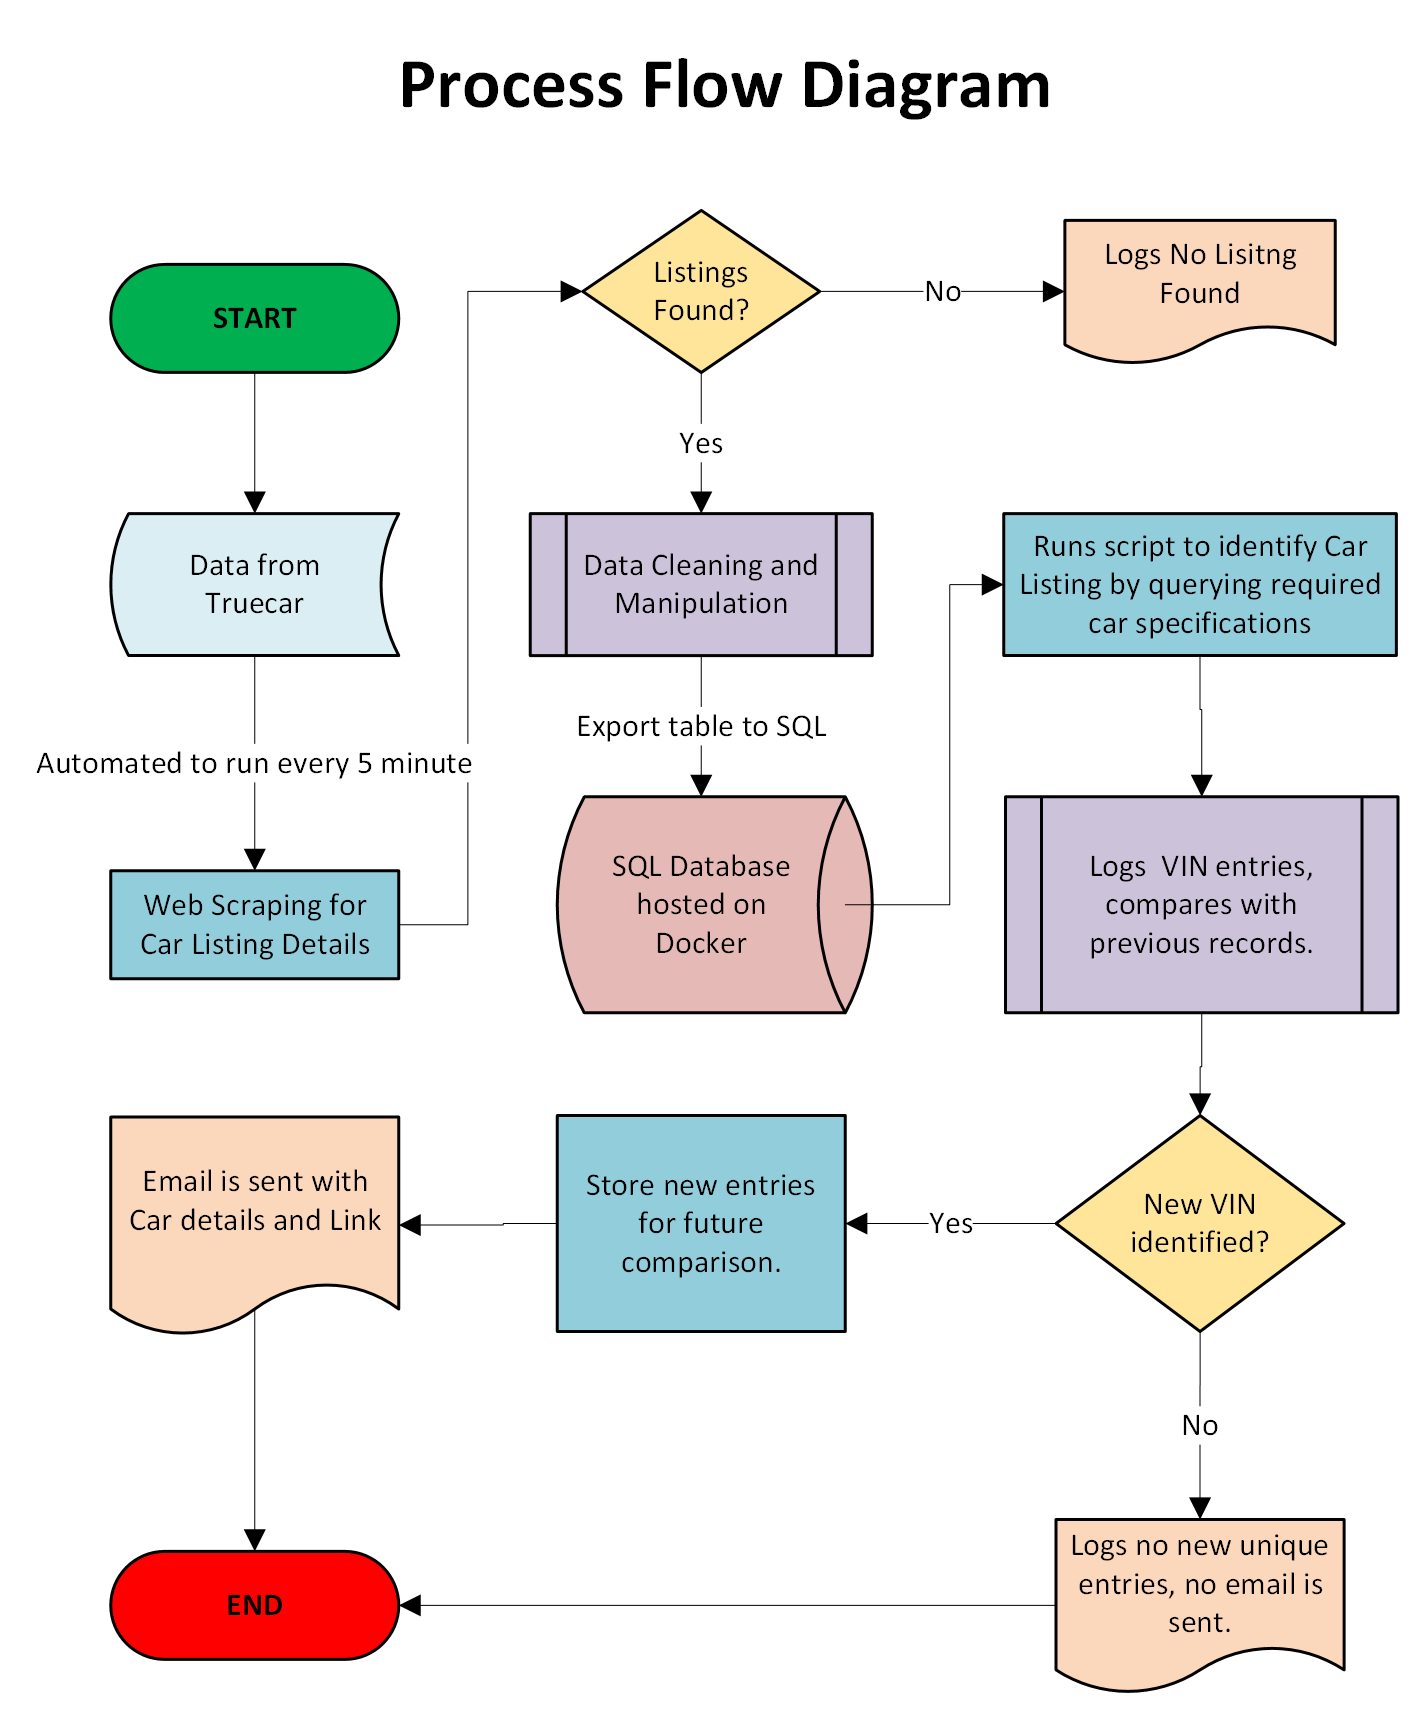 Process Flow Diagram
START
Data from
Truecar
Automated to run every 5 minute
Web Scraping for
Car Listing Details
Listings
Found?
No
Logs No Lisitng
Found
Yes
Data Cleaning and
Manipulation
Export table to SQL
SQL Database
hosted on
Docker
Runs script to identify Car
Listing by querying required
car specifications
Logs  VIN entries,
compares with
previous records.
New VIN
identified?
Yes
Store new entries
for future
comparison.
Email is sent with
Car details and Link
No
Logs no new unique
entries, no email is
sent.
END